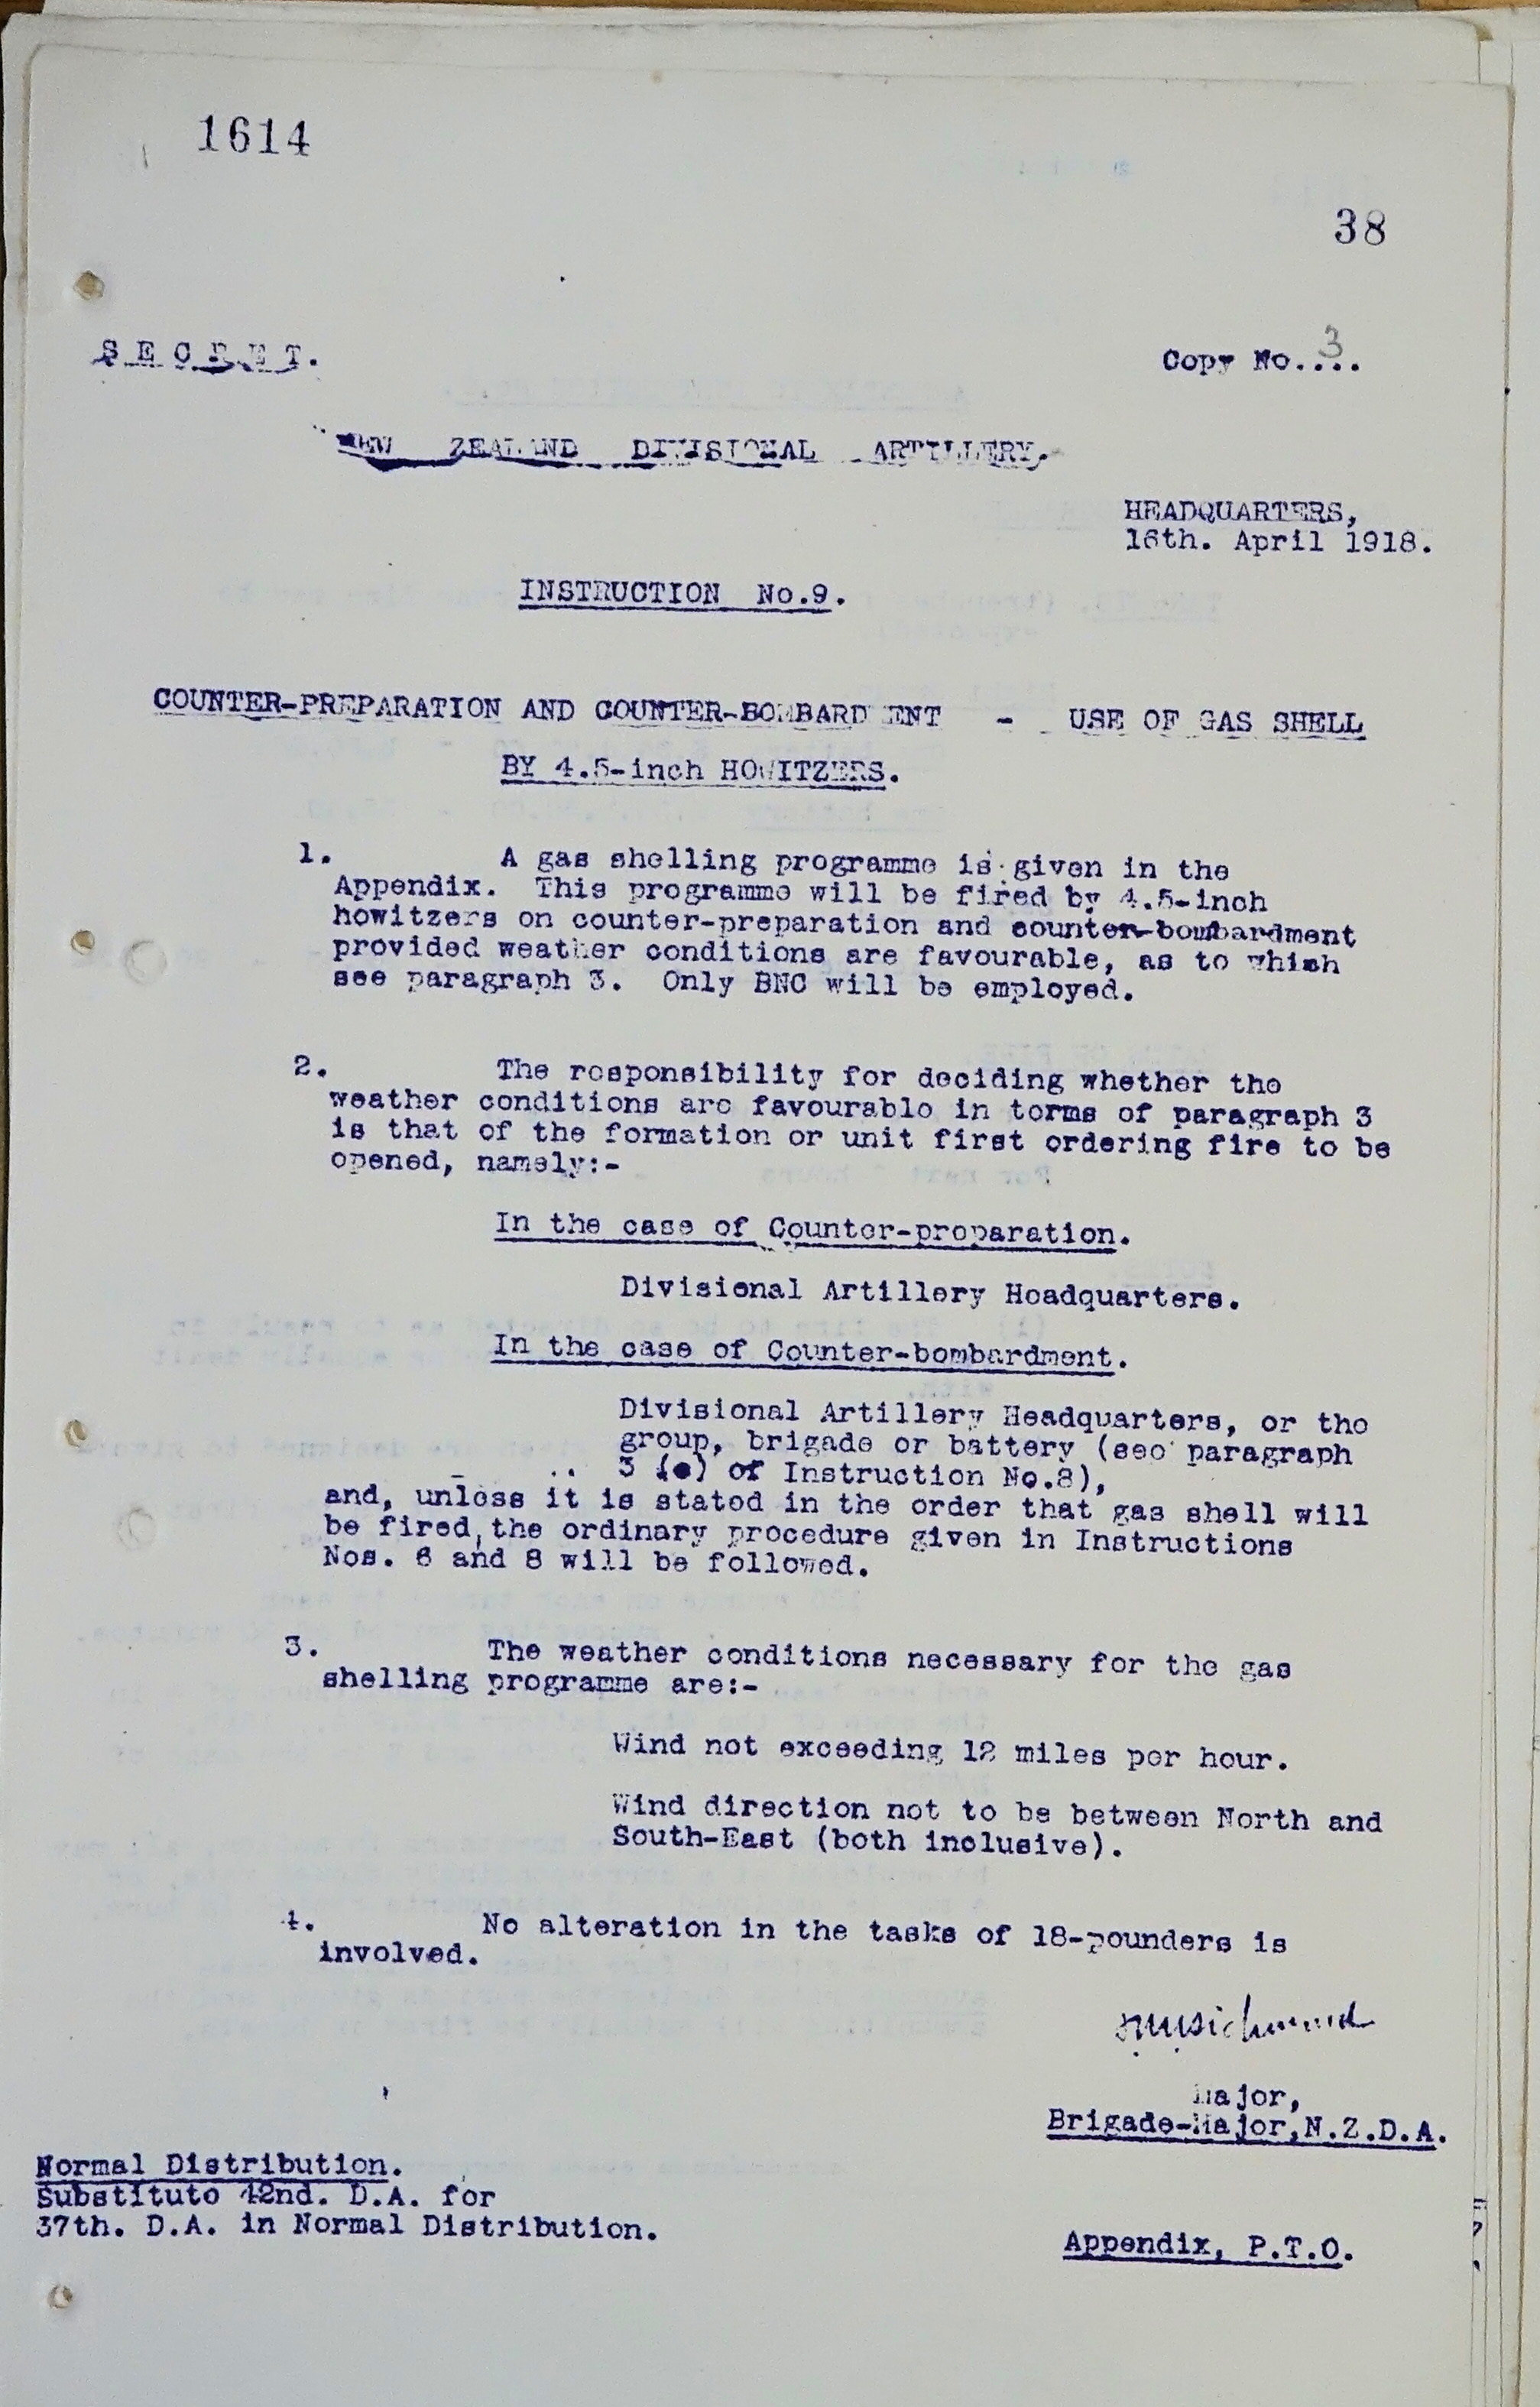 1614
38
SECRET.
Copy No.3...
NEW ZEALAND DIVISIONAL ARTILLERY.
HEADQUARTERS,
16th. April 1918.
INSTRUCTION No.9.
COUNTER-PREPARATION AND COUNTER-BOMBARDMENT - USE OF GAS SHELL
BY 4.5-inch HOWITZERS.
1. A gas shelling programme is given in the
Appendix. This programme will be fired by 4.5-inch
howitzers on counter-preparation and counter-bombardment
provided weather conditions are favourable, as to which
see paragraph 3. Only BNC will be employed.
2. The responsibility for deciding whether the
weather conditions are favourable in terms of paragraph 3
is that of the formation or unit first ordering fire to be
opened, namely:-
In the case of Counter-preparation.
Divisional Artillery Headquarters.
In the case of Counter-bombardment.
Divisional Artillery Headquarters, or the
group, brigade or battery (see paragraph
3 (e) of Instruction No.8),
and, unless it is stated in the order that gas shell will
be fired, the ordinary procedure given in Instructions
Nos. 6 and 8 will be followed.
3. The weather conditions necessary for the gas
shelling programme are:-
Wind not exceeding 12 miles per hour.
Wind direction not to be between North and
South-East (both inclusive).
4. No alteration in the tasks of 18-pounders is
involved.
Major,
Brigade-Major,N.Z.D.A.
Normal Distribution.
Substitute 42nd. D.A. for
37th. D.A. in Normal Distribution.
Appendix, P.T.O.